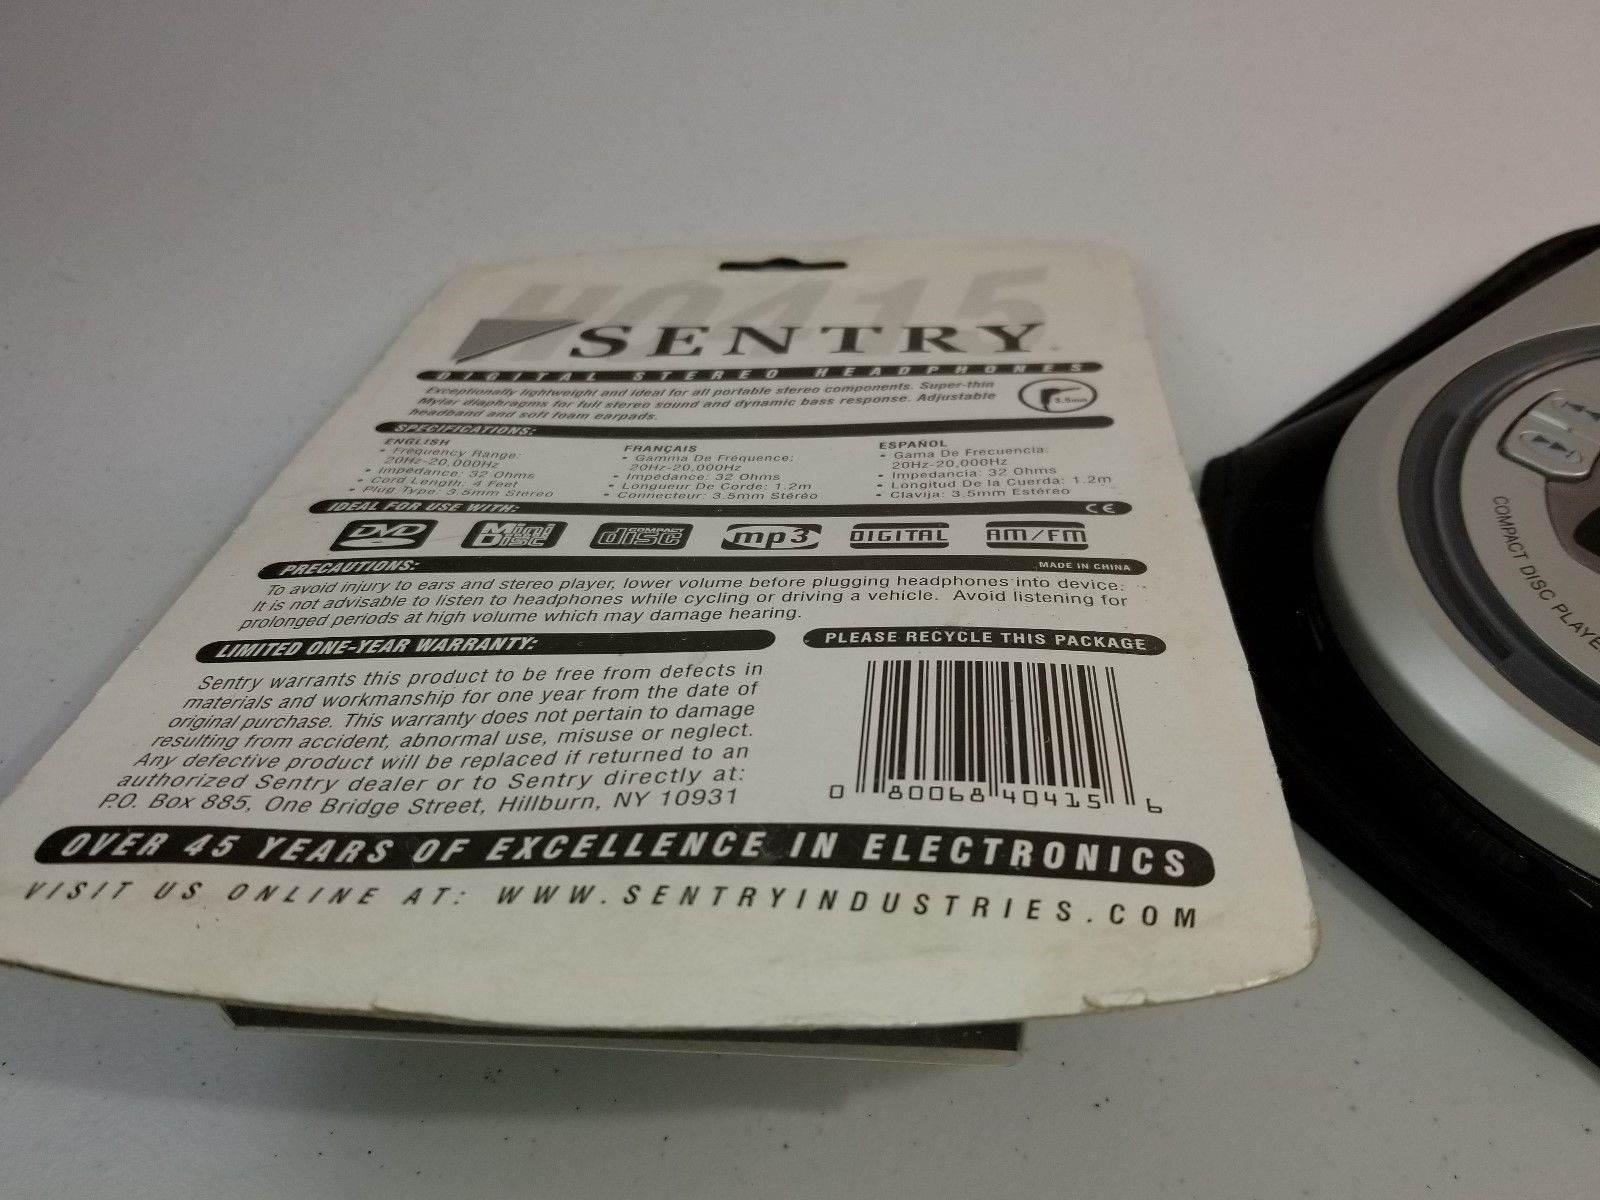 HO415
SENTRY
DIGITAL STEREO HEADPHONES
Exceptionally lightweight and ideal for all portable stereo components. Super-thin
Mylar diaphragms for full stereo sound and dynamic bass response. Adjustable
headband and soft foam earpads.
3.5mm
SPECIFICATIONS:
ENGLISH
• Frequency Range:
20Hz-20,000Hz
• Impedance: 32 Ohms
• Cord Length: 4 Feet
• Plug Type: 3.5mm Stereo
FRANÇAIS
• Gamma De Fréquence:
20Hz-20,000Hz
• Impedance: 32 Ohms
• Longueur De Corde: 1.2m
• Connecteur: 3.5mm Stéréo
ESPAÑOL
• Gama De Frecuencia:
20Hz-20,000Hz
• Impedancia: 32 Ohms
• Longitud De la Cuerda: 1.2m
• Clavija: 3.5mm Estéreo
IDEAL FOR USE WITH:
CE
DVD
Mini Disc
COMPACT disc
mp3
DIGITAL
AM/FM
PRECAUTIONS:
MADE IN CHINA
To avoid injury to ears and stereo player, lower volume before plugging headphones into device.
It is not advisable to listen to headphones while cycling or driving a vehicle. Avoid listening for
prolonged periods at high volume which may damage hearing.
LIMITED ONE-YEAR WARRANTY:
Sentry warrants this product to be free from defects in
materials and workmanship for one year from the date of
original purchase. This warranty does not pertain to damage
resulting from accident, abnormal use, misuse or neglect.
Any defective product will be replaced if returned to an
authorized Sentry dealer or to Sentry directly at:
P.O. Box 885, One Bridge Street, Hillburn, NY 10931
PLEASE RECYCLE THIS PACKAGE
0 80068 40415 6
OVER 45 YEARS OF EXCELLENCE IN ELECTRONICS
VISIT US ONLINE AT: WWW.SENTRYINDUSTRIES.COM
COMPACT DISC PLAYE